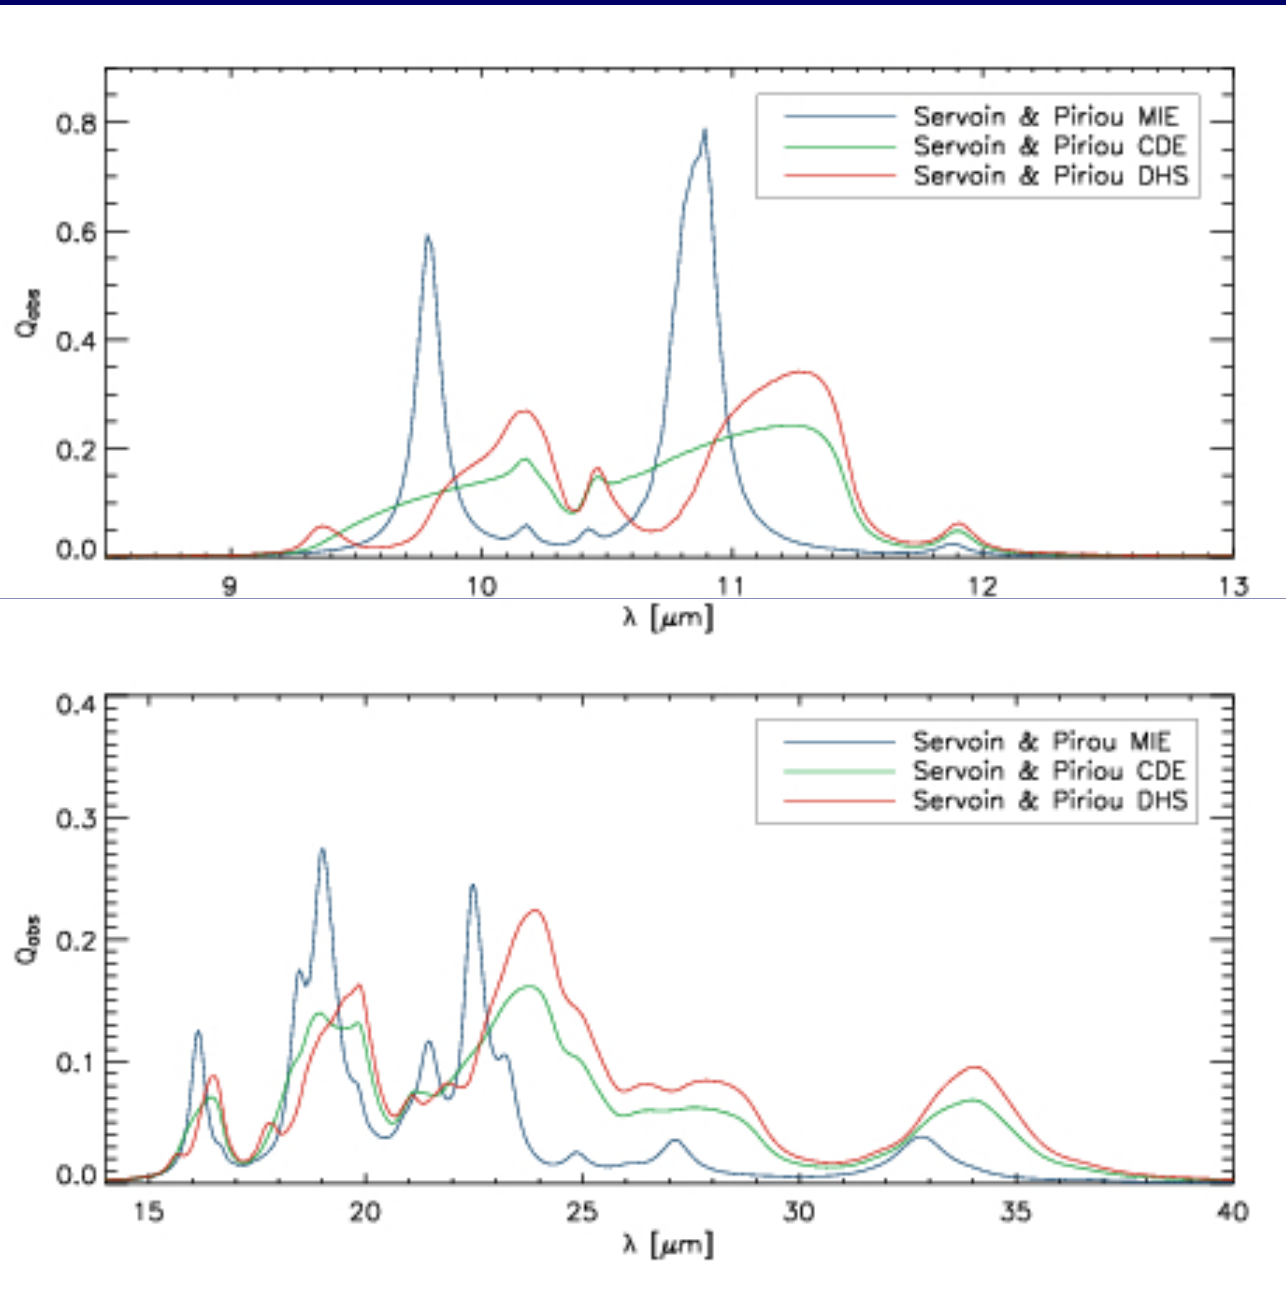 0.8
0.6
0.4
0.2
0.0
Qabs
Servoin & Piriou MIE
Servoin & Piriou CDE
Servoin & Piriou DHS
9 10 11 12 13
λ [μm]
0.4
0.3
0.2
0.1
0.0
Qabs
Servoin & Pirou MIE
Servoin & Piriou CDE
Servoin & Piriou DHS
15 20 25 30 35 40
λ [μm]